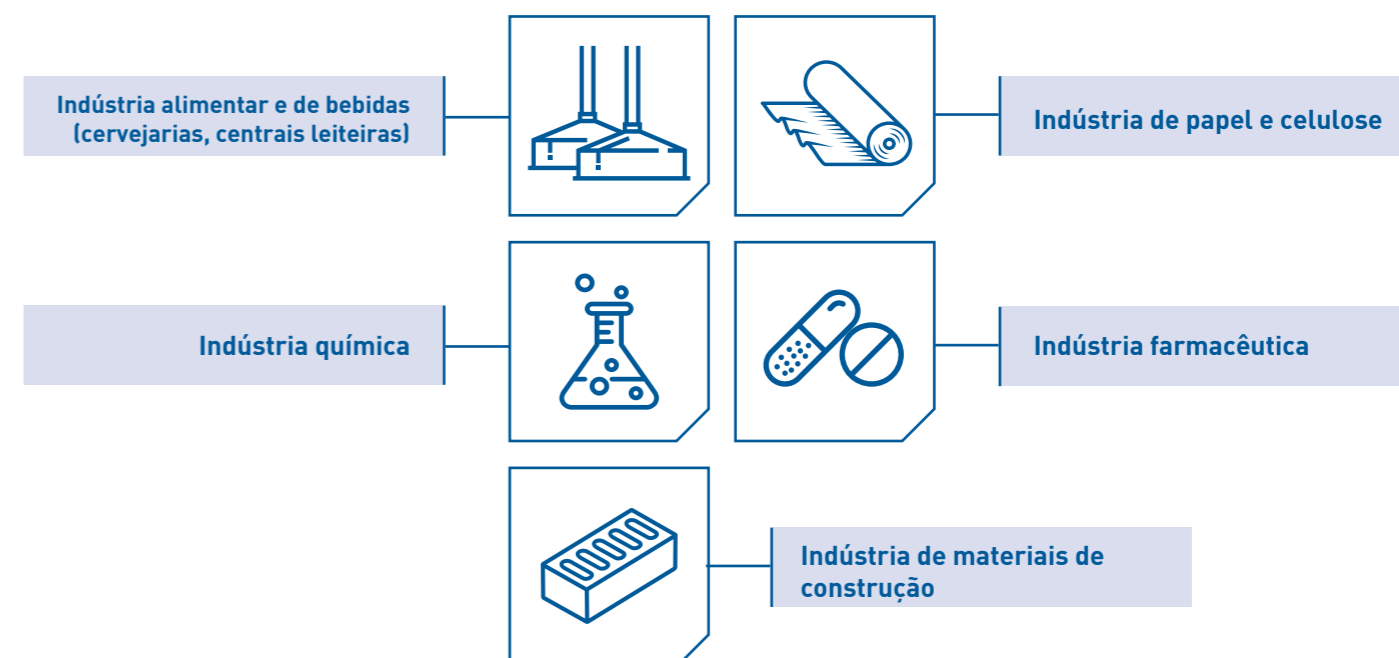 Indústria alimentar e de bebidas
(cervejarias, centrais leiteiras)
Indústria de papel e celulose
Indústria química
Indústria farmacêutica
Indústria de materiais de
construção